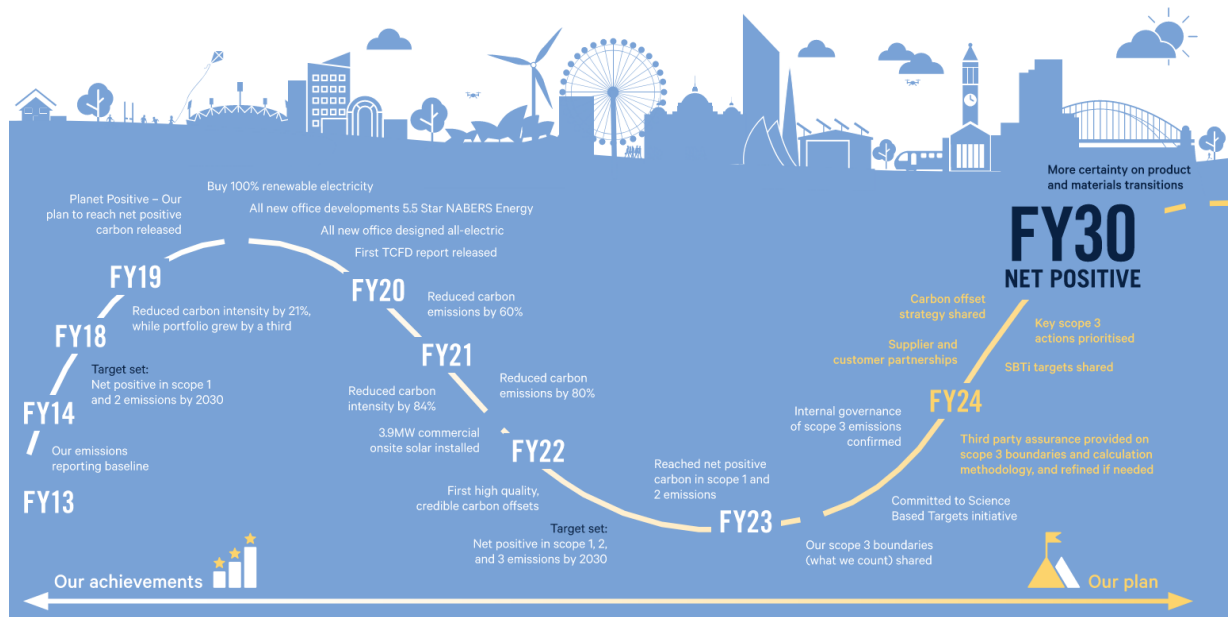 More certainty on product
and materials transitions
FY30
NET POSITIVE
Buy 100% renewable electricity
Planet Positive – Our
plan to reach net positive
carbon released
All new office developments 5.5 Star NABERS Energy
All new office designed all-electric
First TCFD report released
FY19
FY20
Reduced carbon
emissions by 60%
Reduced carbon intensity by 21%,
while portfolio grew by a third
FY18
FY21
Target set:
Net positive in scope 1
and 2 emissions by 2030
Reduced carbon
emissions by 80%
Reduced carbon
intensity by 84%
FY14
3.9MW commercial
onsite solar installed
FY22
Our emissions
reporting baseline
FY13
First high quality,
credible carbon offsets
Target set:
Net positive in scope 1, 2,
and 3 emissions by 2030
Reached net positive
carbon in scope 1 and
2 emissions
FY23
Our scope 3 boundaries
(what we count) shared
Committed to Science
Based Targets initiative
Internal governance
of scope 3 emissions
confirmed
FY24
Third party assurance provided on
scope 3 boundaries and calculation
methodology, and refined if needed
SBTi targets shared
Supplier and
customer partnerships
Key scope 3
actions prioritised
Carbon offset
strategy shared
Our achievements
Our plan